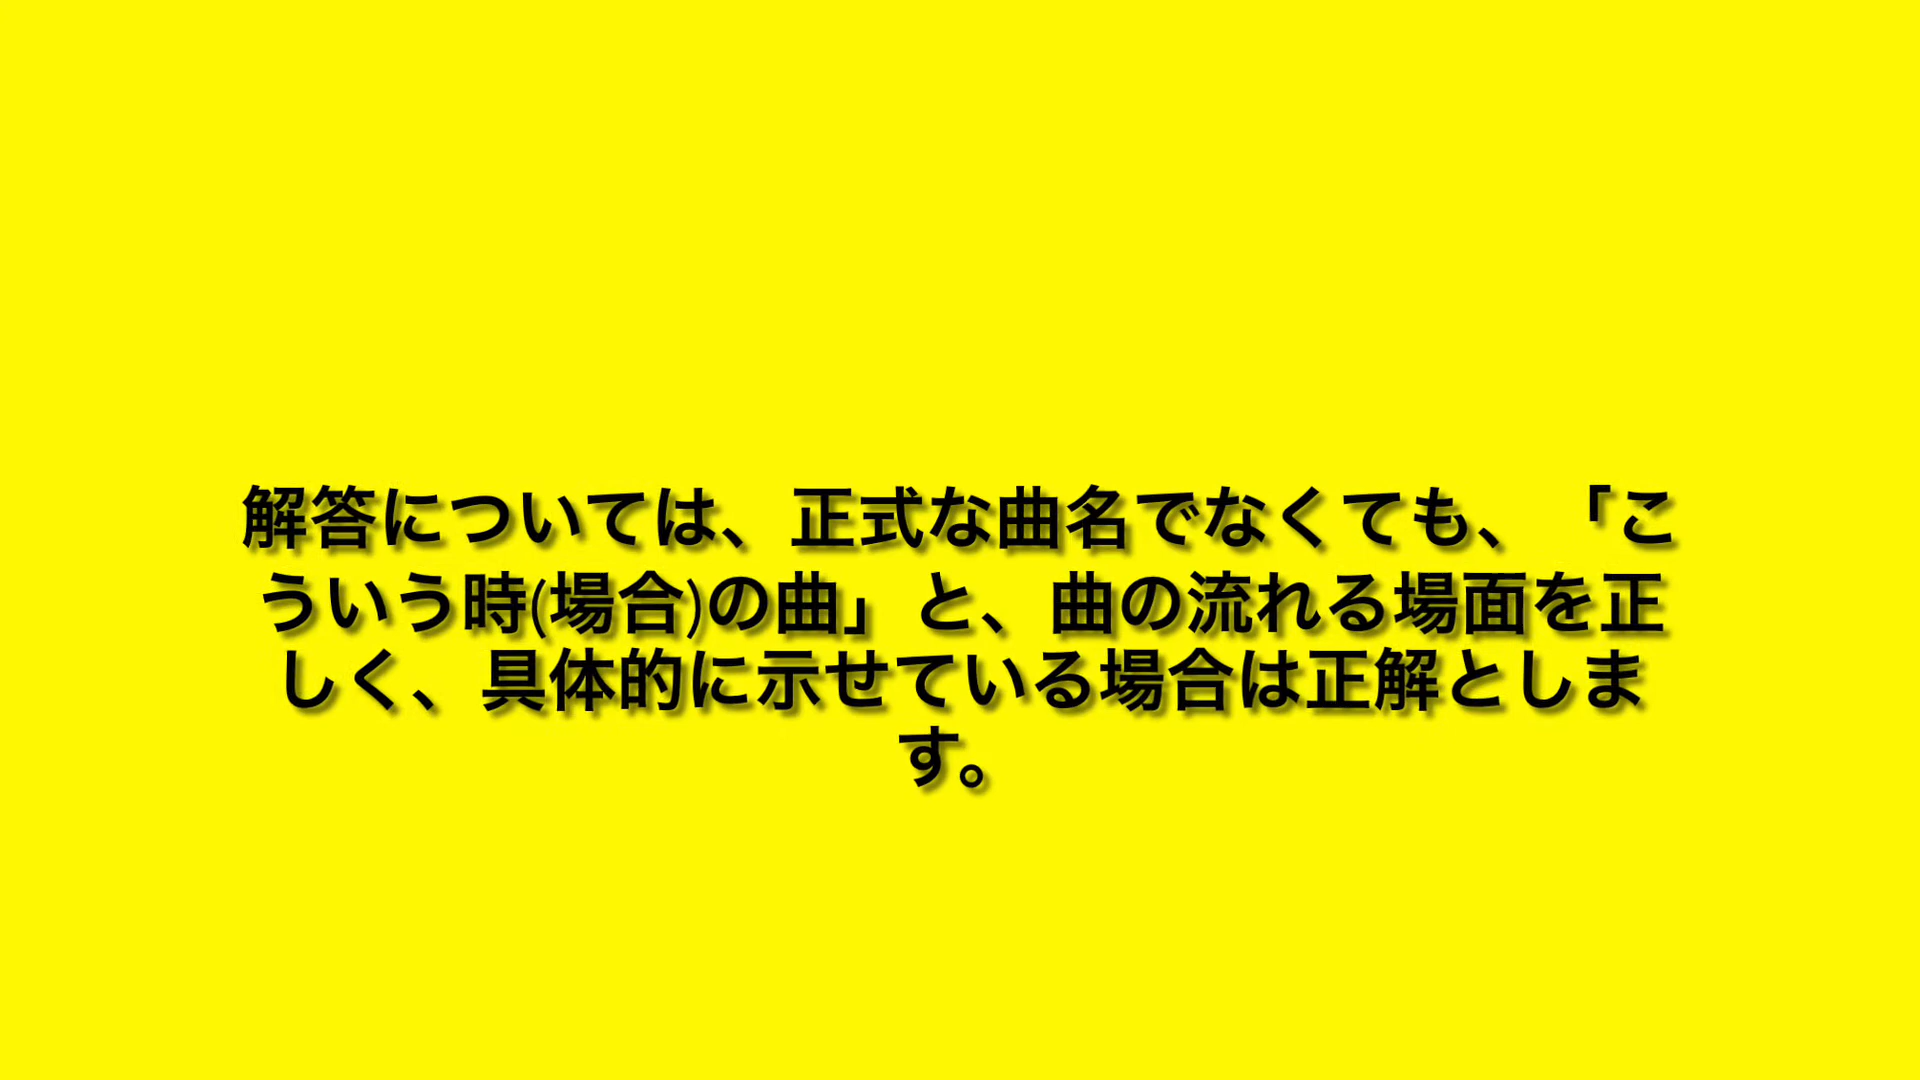 解答については、正式な曲名でなくても、「こ
ういう時(場合)の曲」と、曲の流れる場面を正
しく、具体的に示せている場合は正解としま
す。